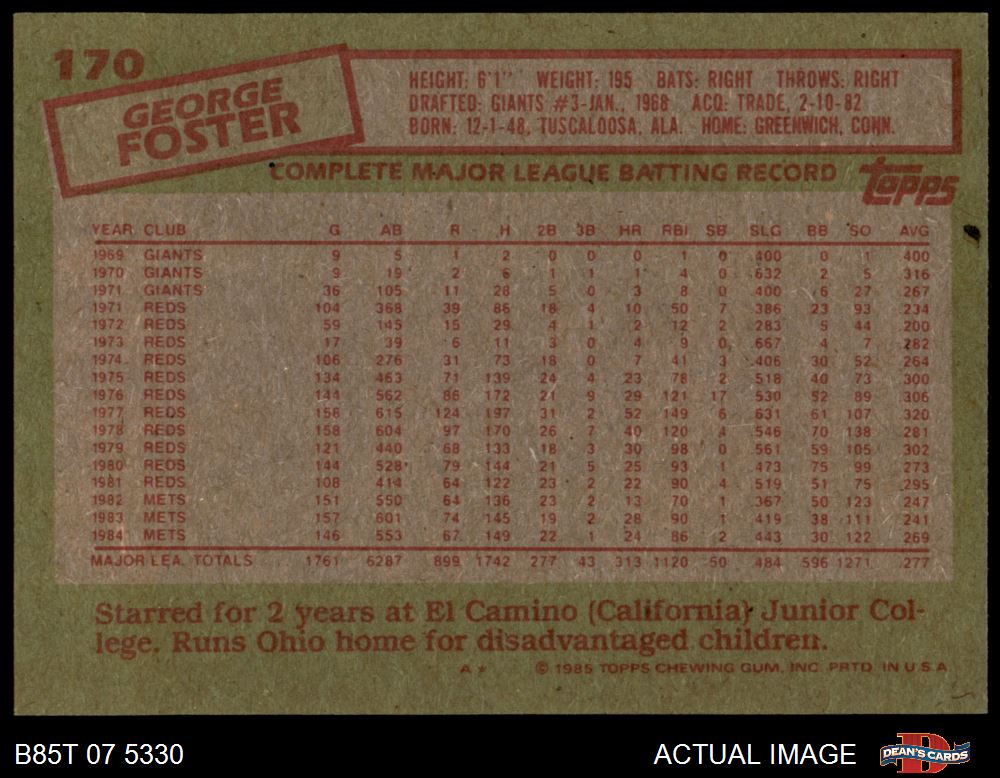 170
GEORGE
FOSTER
HEIGHT: 6'1" WEIGHT: 195 BATS: RIGHT THROWS: RIGHT
DRAFTED: GIANTS #3-JAN., 1968 ACQ: TRADE, 2-10-82
BORN: 12-1-48, TUSCALOOSA, ALA. HOME: GREENWICH, CONN.
COMPLETE MAJOR LEAGUE BATTING RECORD
topps
YEAR CLUB G AB R H 2B 3B HR RBI SB SLG BB SO AVG
1969 GIANTS 9 5 1 2 0 0 0 1 0 .400 0 1 .400
1970 GIANTS 9 19 2 6 1 1 1 4 0 .632 2 5 .316
1971 GIANTS 36 105 11 28 5 0 3 8 0 .400 6 27 .267
1971 REDS 104 368 39 86 18 4 10 50 7 .386 23 93 .234
1972 REDS 59 145 15 29 4 1 2 12 2 .283 5 44 .200
1973 REDS 17 39 6 11 3 0 4 9 0 .667 4 7 .282
1974 REDS 106 276 31 73 18 0 7 41 3 .406 30 52 .264
1975 REDS 134 463 71 139 24 4 23 78 2 .518 40 73 .300
1976 REDS 144 562 86 172 21 9 29 121 17 .530 52 89 .306
1977 REDS 158 615 124 197 31 2 52 149 6 .631 61 107 .320
1978 REDS 158 604 97 170 26 7 40 120 4 .546 70 138 .281
1979 REDS 121 440 68 133 18 3 30 98 0 .561 59 105 .302
1980 REDS 144 528 79 144 21 5 25 93 1 .473 75 99 .273
1981 REDS 108 414 64 122 23 2 22 90 4 .519 51 75 .295
1982 METS 151 550 64 136 23 2 13 70 1 .367 50 123 .247
1983 METS 157 601 74 145 19 2 28 90 1 .419 38 111 .241
1984 METS 146 553 67 149 22 1 24 86 2 .443 30 122 .269
MAJOR LEA. TOTALS 1761 6287 899 1742 277 43 313 1120 50 .484 596 1271 .277
Starred for 2 years at El Camino (California) Junior Col-
lege. Runs Ohio home for disadvantaged children.
A * © 1985 TOPPS CHEWING GUM, INC. PRTD. IN U.S.A.
B85T 07 5330 ACTUAL IMAGE DEAN'S CARDS